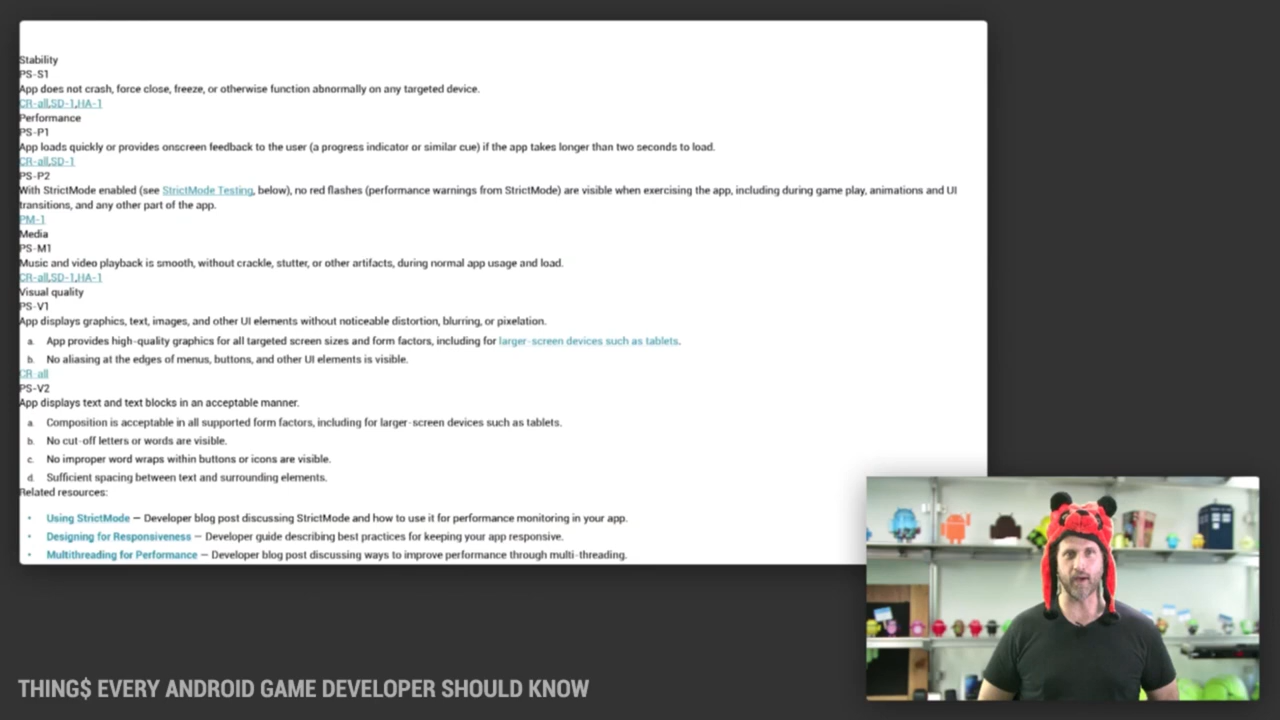 Stability
PS-S1
App does not crash, force close, freeze, or otherwise function abnormally on any targeted device.
CR-all,SD-1,HA-1
Performance
PS-P1
App loads quickly or provides onscreen feedback to the user (a progress indicator or similar cue) if the app takes longer than two seconds to load.
CR-all,SD-1
PS-P2
With StrictMode enabled (see StrictMode Testing, below), no red flashes (performance warnings from StrictMode) are visible when exercising the app, including during game play, animations and UI
transitions, and any other part of the app.
PM-1
Media
PS-M1
Music and video playback is smooth, without crackle, stutter, or other artifacts, during normal app usage and load.
CR-all,SD-1,HA-1
Visual quality
PS-V1
App displays graphics, text, images, and other UI elements without noticeable distortion, blurring, or pixelation.
a. App provides high-quality graphics for all targeted screen sizes and form factors, including for larger-screen devices such as tablets.
b. No aliasing at the edges of menus, buttons, and other UI elements is visible.
CR-all
PS-V2
App displays text and text blocks in an acceptable manner.
a. Composition is acceptable in all supported form factors, including for larger-screen devices such as tablets.
b. No cut-off letters or words are visible.
c. No improper word wraps within buttons or icons are visible.
d. Sufficient spacing between text and surrounding elements.
Related resources:
• Using StrictMode — Developer blog post discussing StrictMode and how to use it for performance monitoring in your app.
• Designing for Responsiveness — Developer guide describing best practices for keeping your app responsive.
• Multithreading for Performance — Developer blog post discussing ways to improve performance through multi-threading.
THING$ EVERY ANDROID GAME DEVELOPER SHOULD KNOW